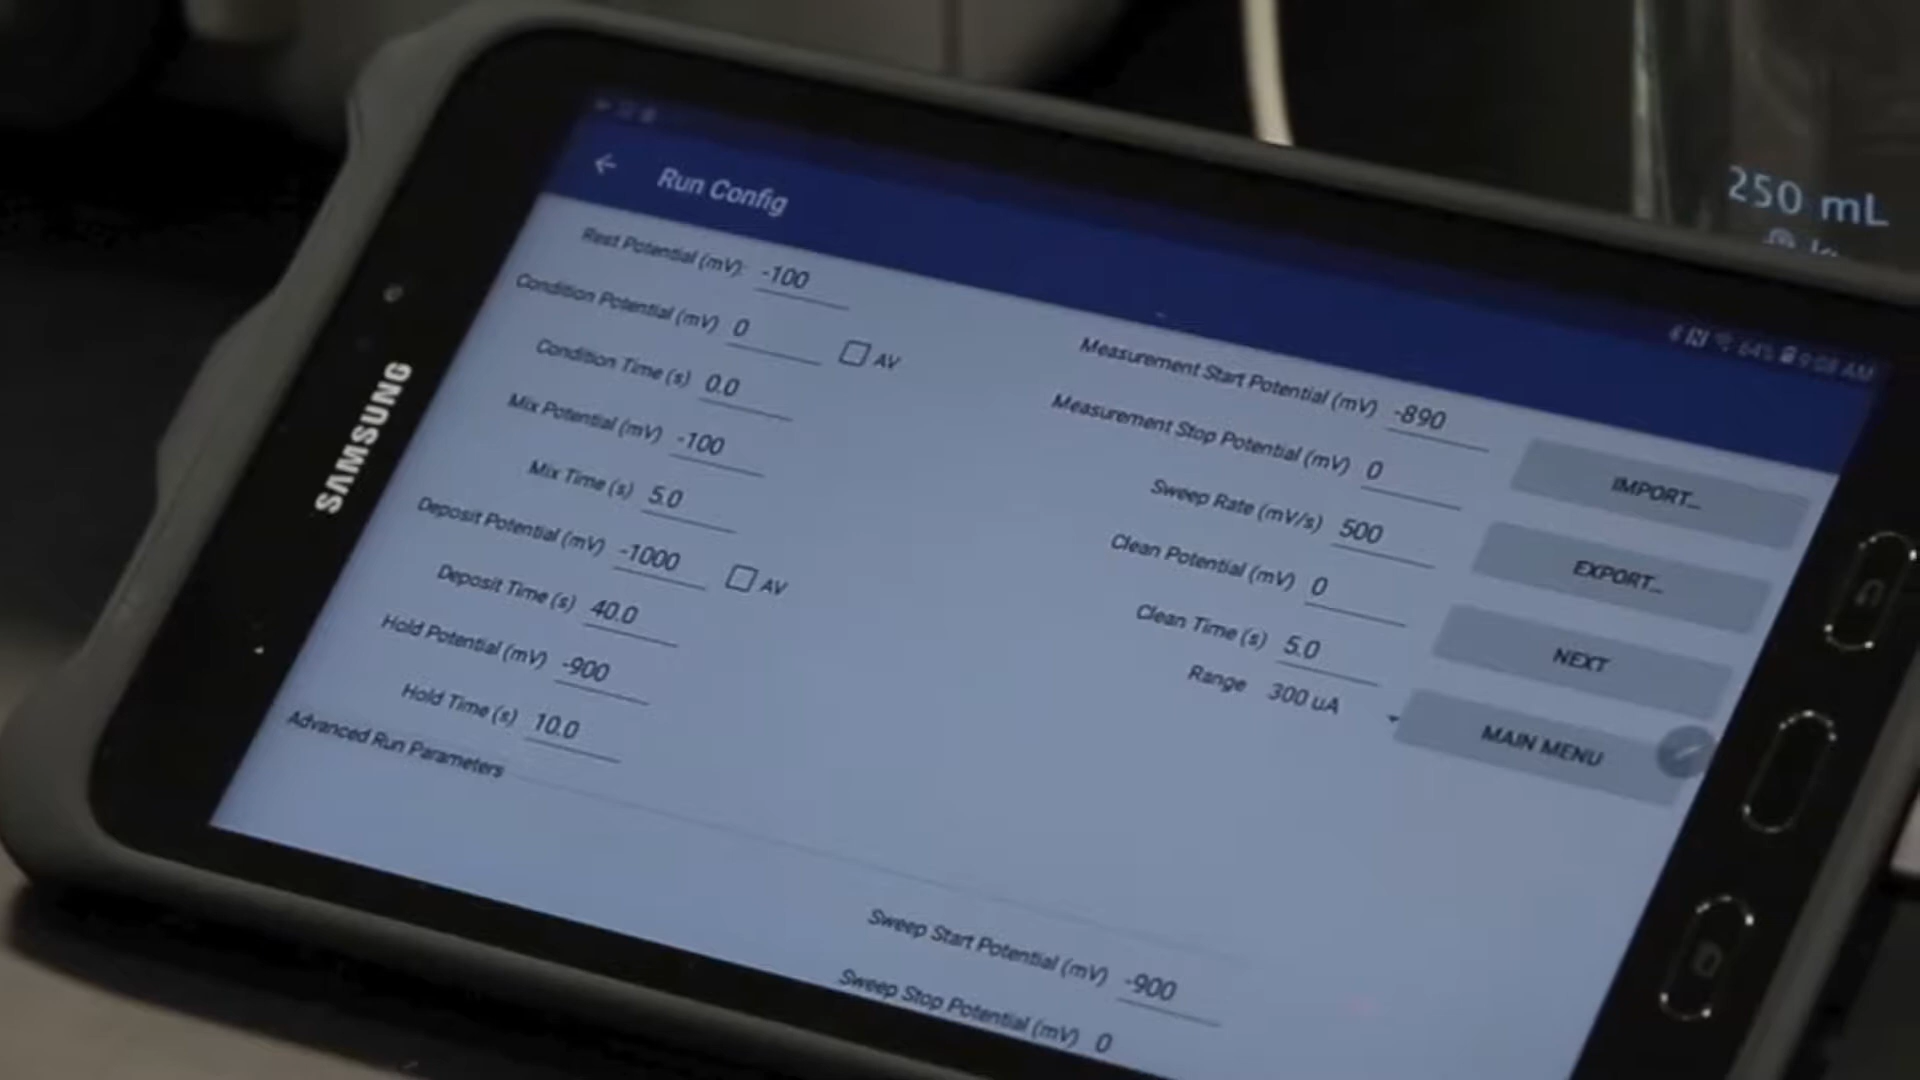 250 mL
64% 9:08 AM
Run Config
Rest Potential (mV) -100
Condition Potential (mV) 0 AV
Condition Time (s) 0.0
Mix Potential (mV) -100
Mix Time (s) 5.0
Deposit Potential (mV) -1000 AV
Deposit Time (s) 40.0
Hold Potential (mV) -900
Hold Time (s) 10.0
Advanced Run Parameters
Measurement Start Potential (mV) -890
Measurement Stop Potential (mV) 0
Sweep Rate (mV/s) 500
Clean Potential (mV) 0
Clean Time (s) 5.0
Range 300 uA
IMPORT...
EXPORT...
NEXT
MAIN MENU
Sweep Start Potential (mV) -900
Sweep Stop Potential (mV) 0
SAMSUNG